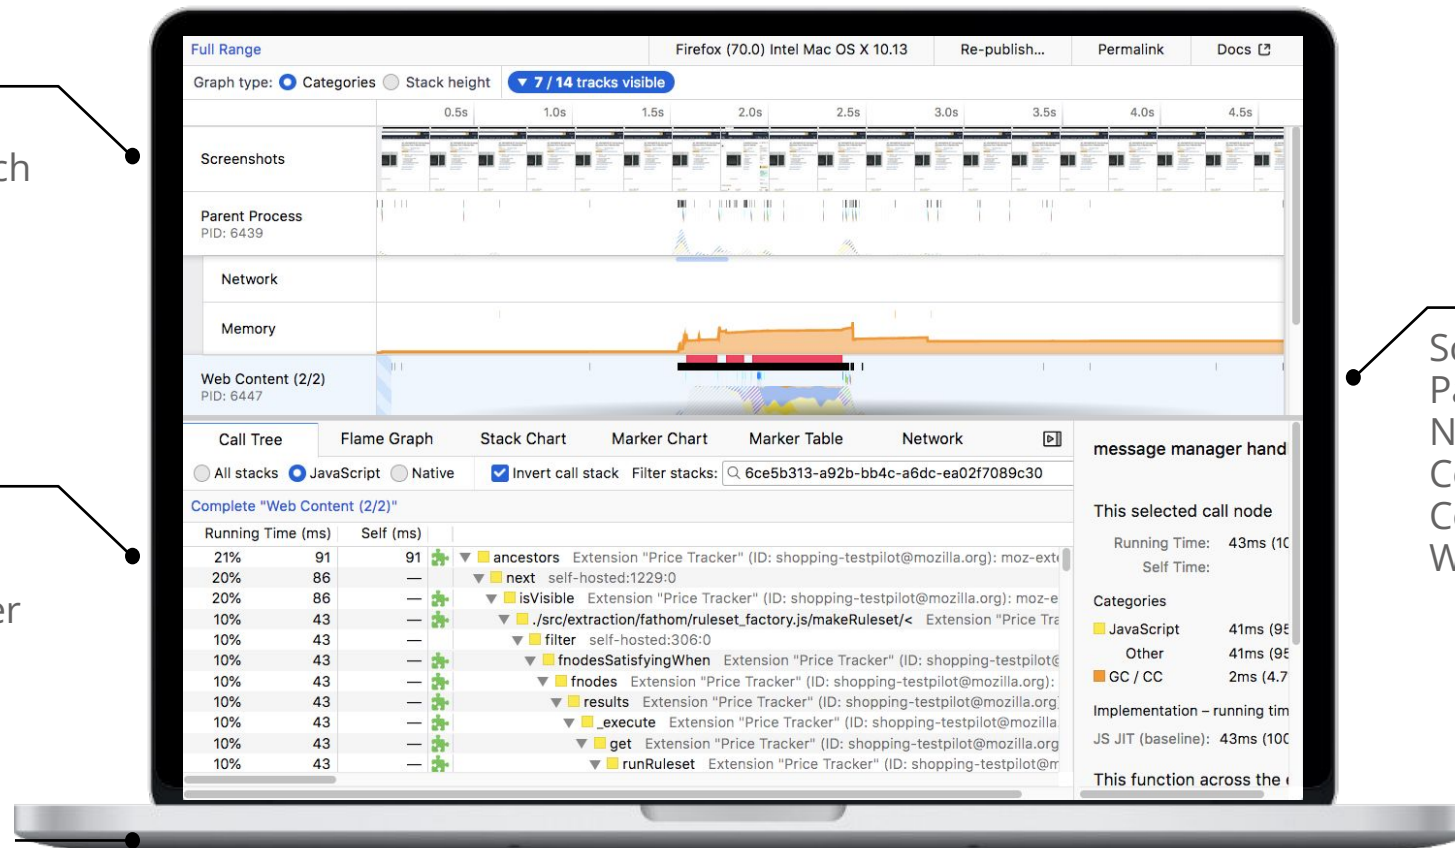 Full Range
Firefox (70.0) Intel Mac OS X 10.13
Re-publish...
Permalink
Docs
Graph type: Categories Stack height ▼ 7 / 14 tracks visible
0.5s 1.0s 1.5s 2.0s 2.5s 3.0s 3.5s 4.0s 4.5s
Screenshots
Parent Process
PID: 6439
Network
Memory
Web Content (2/2)
PID: 6447
Call Tree Flame Graph Stack Chart Marker Chart Marker Table Network
All stacks JavaScript Native Invert call stack Filter stacks: 6ce5b313-a92b-bb4c-a6dc-ea02f7089c30
Complete "Web Content (2/2)"
Running Time (ms) Self (ms)
21% 91 91 ▼ ancestors Extension "Price Tracker" (ID: shopping-testpilot@mozilla.org): moz-exte
20% 86 — ▼ next self-hosted:1229:0
20% 86 — ▼ isVisible Extension "Price Tracker" (ID: shopping-testpilot@mozilla.org): moz-e
10% 43 — ▼ ./src/extraction/fathom/ruleset_factory.js/makeRuleset/< Extension "Price Tra
10% 43 — ▼ filter self-hosted:306:0
10% 43 — ▼ fnodesSatisfyingWhen Extension "Price Tracker" (ID: shopping-testpilot@
10% 43 — ▼ fnodes Extension "Price Tracker" (ID: shopping-testpilot@mozilla.org):
10% 43 — ▼ results Extension "Price Tracker" (ID: shopping-testpilot@mozilla.org
10% 43 — ▼ _execute Extension "Price Tracker" (ID: shopping-testpilot@mozilla
10% 43 — ▼ get Extension "Price Tracker" (ID: shopping-testpilot@mozilla.org
10% 43 — ▼ runRuleset Extension "Price Tracker" (ID: shopping-testpilot@m
message manager hand
This selected call node
Running Time: 43ms (10
Self Time:
Categories
JavaScript 41ms (95
Other 41ms (95
GC / CC 2ms (4.7
Implementation – running tim
JS JIT (baseline): 43ms (100
This function across the
ch
er
Pa